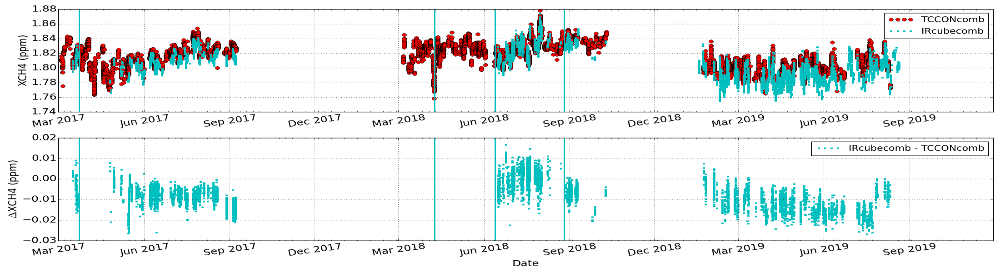 1.88
1.86
1.84
1.82
1.80
1.78
1.76
1.74
XCH4 (ppm)
TCCONcomb
IRcubecomb
Mar 2017 Jun 2017 Sep 2017 Dec 2017 Mar 2018 Jun 2018 Sep 2018 Dec 2018 Mar 2019 Jun 2019 Sep 2019
0.02
0.01
0.00
−0.01
−0.02
−0.03
ΔXCH4 (ppm)
IRcubecomb - TCCONcomb
Mar 2017 Jun 2017 Sep 2017 Dec 2017 Mar 2018 Jun 2018 Sep 2018 Dec 2018 Mar 2019 Jun 2019 Sep 2019
Date